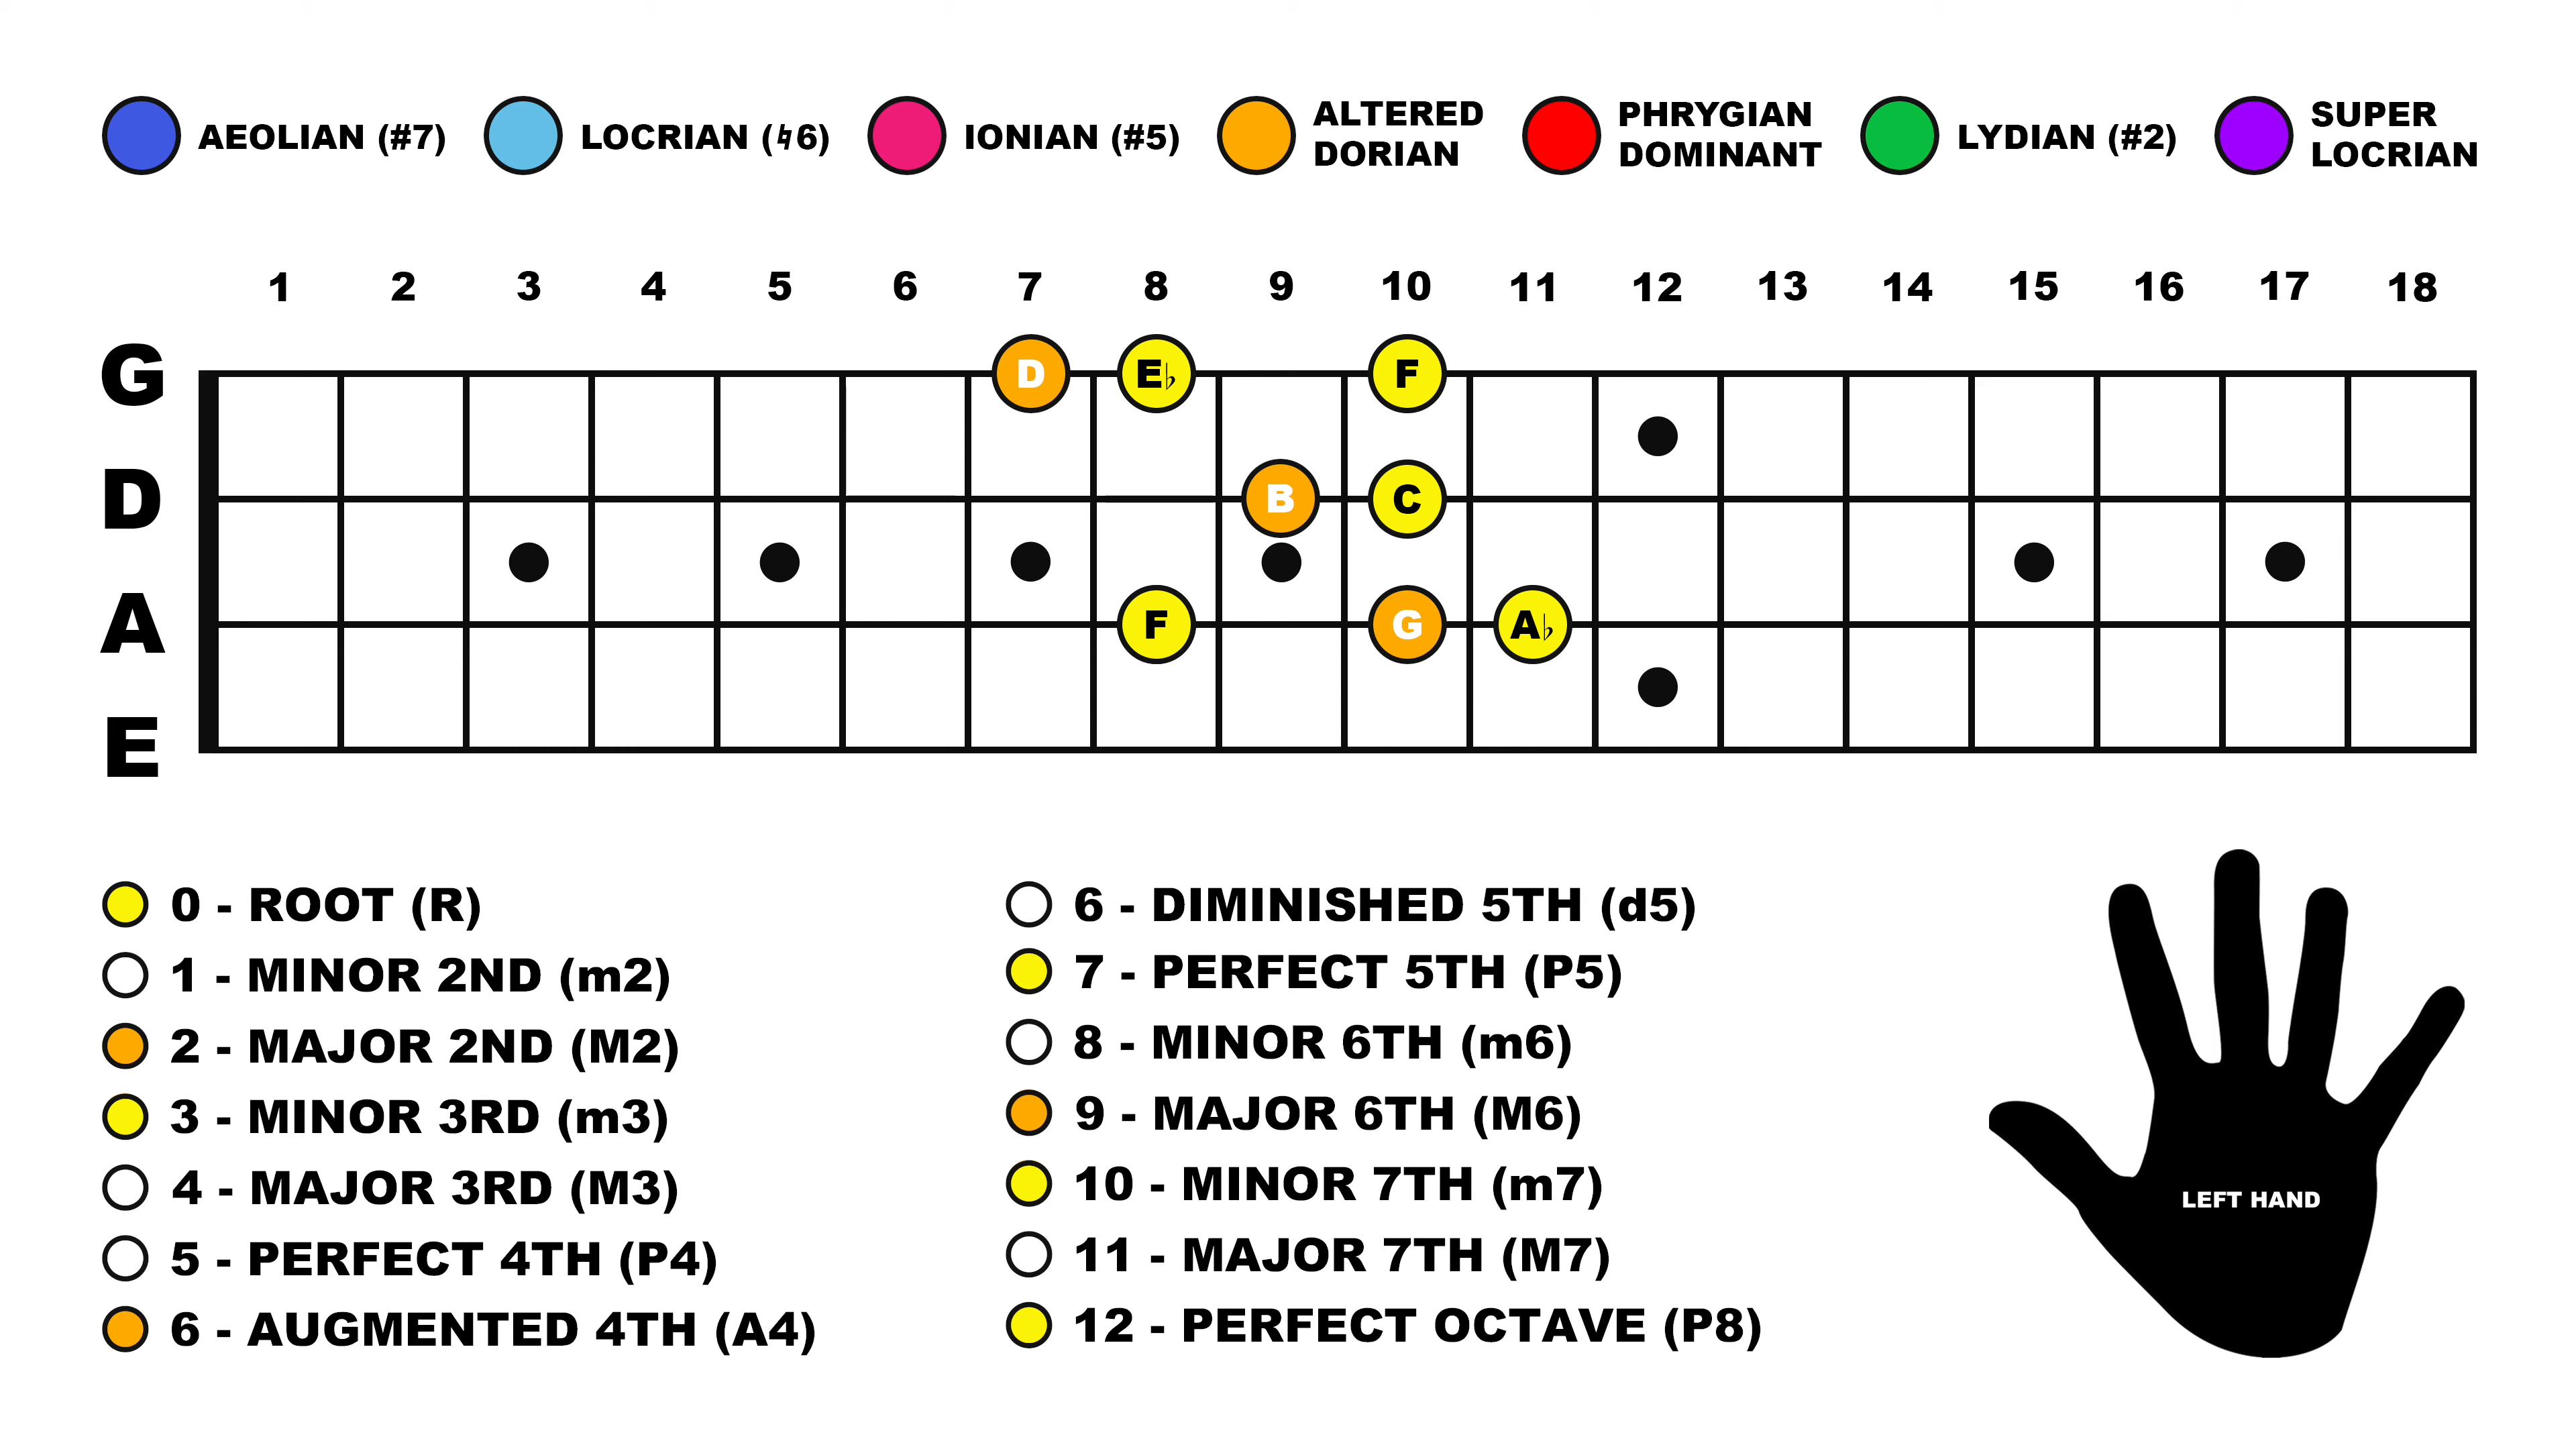 AEOLIAN (#7)
LOCRIAN (♮6)
IONIAN (#5)
ALTERED
DORIAN
PHRYGIAN
DOMINANT
LYDIAN (#2)
SUPER
LOCRIAN
1 2 3 4 5 6 7 8 9 10 11 12 13 14 15 16 17 18
G D E♭ F
D B C
A F G A♭
E
0 - ROOT (R)
1 - MINOR 2ND (m2)
2 - MAJOR 2ND (M2)
3 - MINOR 3RD (m3)
4 - MAJOR 3RD (M3)
5 - PERFECT 4TH (P4)
6 - AUGMENTED 4TH (A4)
6 - DIMINISHED 5TH (d5)
7 - PERFECT 5TH (P5)
8 - MINOR 6TH (m6)
9 - MAJOR 6TH (M6)
10 - MINOR 7TH (m7)
11 - MAJOR 7TH (M7)
12 - PERFECT OCTAVE (P8)
LEFT HAND